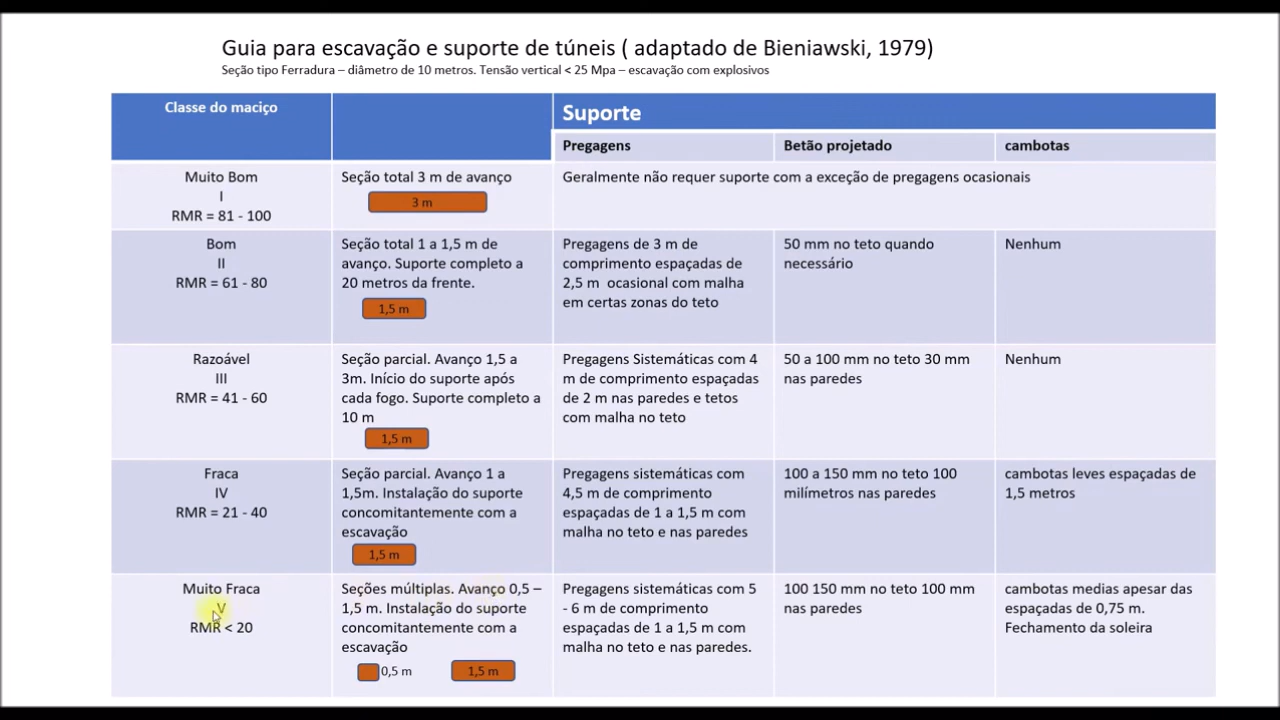 Guia para escavação e suporte de túneis ( adaptado de Bieniawski, 1979)
Seção tipo Ferradura – diâmetro de 10 metros. Tensão vertical < 25 Mpa – escavação com explosivos
Classe do maciço
Suporte
Pregagens
Betão projetado
cambotas
Muito Bom
I
RMR = 81 - 100
Seção total 3 m de avanço
3 m
Geralmente não requer suporte com a exceção de pregagens ocasionais
Bom
II
RMR = 61 - 80
Seção total 1 a 1,5 m de
avanço. Suporte completo a
20 metros da frente.
1,5 m
Pregagens de 3 m de
comprimento espaçadas de
2,5 m ocasional com malha
em certas zonas do teto
50 mm no teto quando
necessário
Nenhum
Razoável
III
RMR = 41 - 60
Seção parcial. Avanço 1,5 a
3m. Início do suporte após
cada fogo. Suporte completo a
10 m
1,5 m
Pregagens Sistemáticas com 4
m de comprimento espaçadas
de 2 m nas paredes e tetos
com malha no teto
50 a 100 mm no teto 30 mm
nas paredes
Nenhum
Fraca
IV
RMR = 21 - 40
Seção parcial. Avanço 1 a
1,5m. Instalação do suporte
concomitantemente com a
escavação
1,5 m
Pregagens sistemáticas com
4,5 m de comprimento
espaçadas de 1 a 1,5 m com
malha no teto e nas paredes
100 a 150 mm no teto 100
milímetros nas paredes
cambotas leves espaçadas de
1,5 metros
Muito Fraca
V
RMR < 20
Seções múltiplas. Avanço 0,5 –
1,5 m. Instalação do suporte
concomitantemente com a
escavação
0,5 m
1,5 m
Pregagens sistemáticas com 5
- 6 m de comprimento
espaçadas de 1 a 1,5 m com
malha no teto e nas paredes.
100 150 mm no teto 100 mm
nas paredes
cambotas medias apesar das
espaçadas de 0,75 m.
Fechamento da soleira